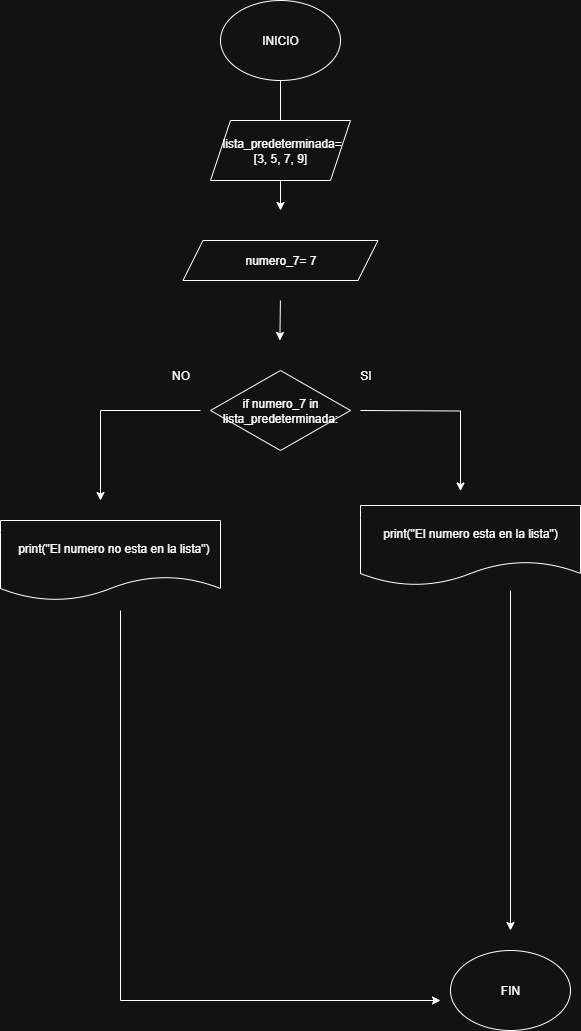 INICIO
lista_predeterminada=
[3, 5, 7, 9]
numero_7= 7
NO
SI
if numero_7 in
lista_predeterminada:
print("El numero no esta en la lista")
print("El numero esta en la lista")
FIN